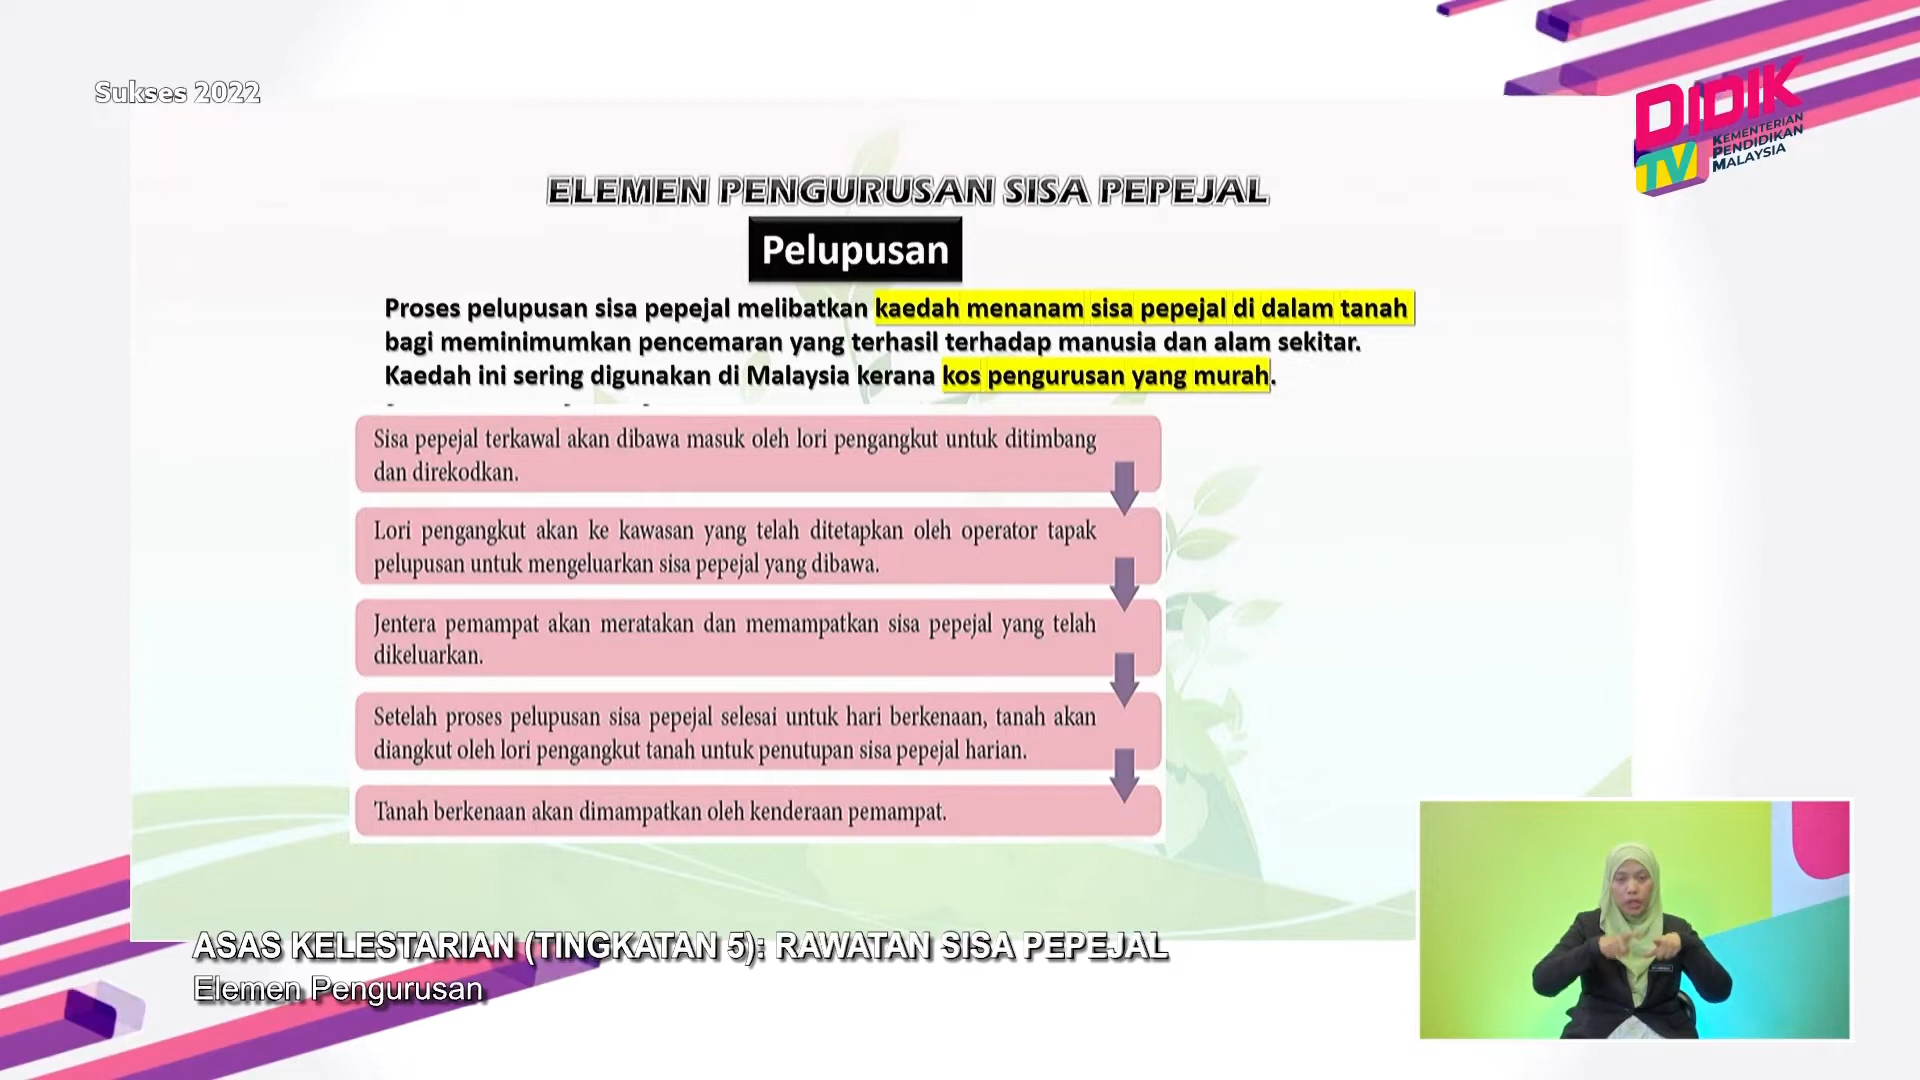 Sukses 2022
DIDIK
TV
KEMENTERIAN
PENDIDIKAN
MALAYSIA
ELEMEN PENGURUSAN SISA PEPEJAL
Pelupusan
Proses pelupusan sisa pepejal melibatkan kaedah menanam sisa pepejal di dalam tanah
bagi meminimumkan pencemaran yang terhasil terhadap manusia dan alam sekitar.
Kaedah ini sering digunakan di Malaysia kerana kos pengurusan yang murah.
Sisa pepejal terkawal akan dibawa masuk oleh lori pengangkut untuk ditimbang
dan direkodkan.
Lori pengangkut akan ke kawasan yang telah ditetapkan oleh operator tapak
pelupusan untuk mengeluarkan sisa pepejal yang dibawa.
Jentera pemampat akan meratakan dan memampatkan sisa pepejal yang telah
dikeluarkan.
Setelah proses pelupusan sisa pepejal selesai untuk hari berkenaan, tanah akan
diangkut oleh lori pengangkut tanah untuk penutupan sisa pepejal harian.
Tanah berkenaan akan dimampatkan oleh kenderaan pemampat.
ASAS KELESTARIAN (TINGKATAN 5): RAWATAN SISA PEPEJAL
Elemen Pengurusan